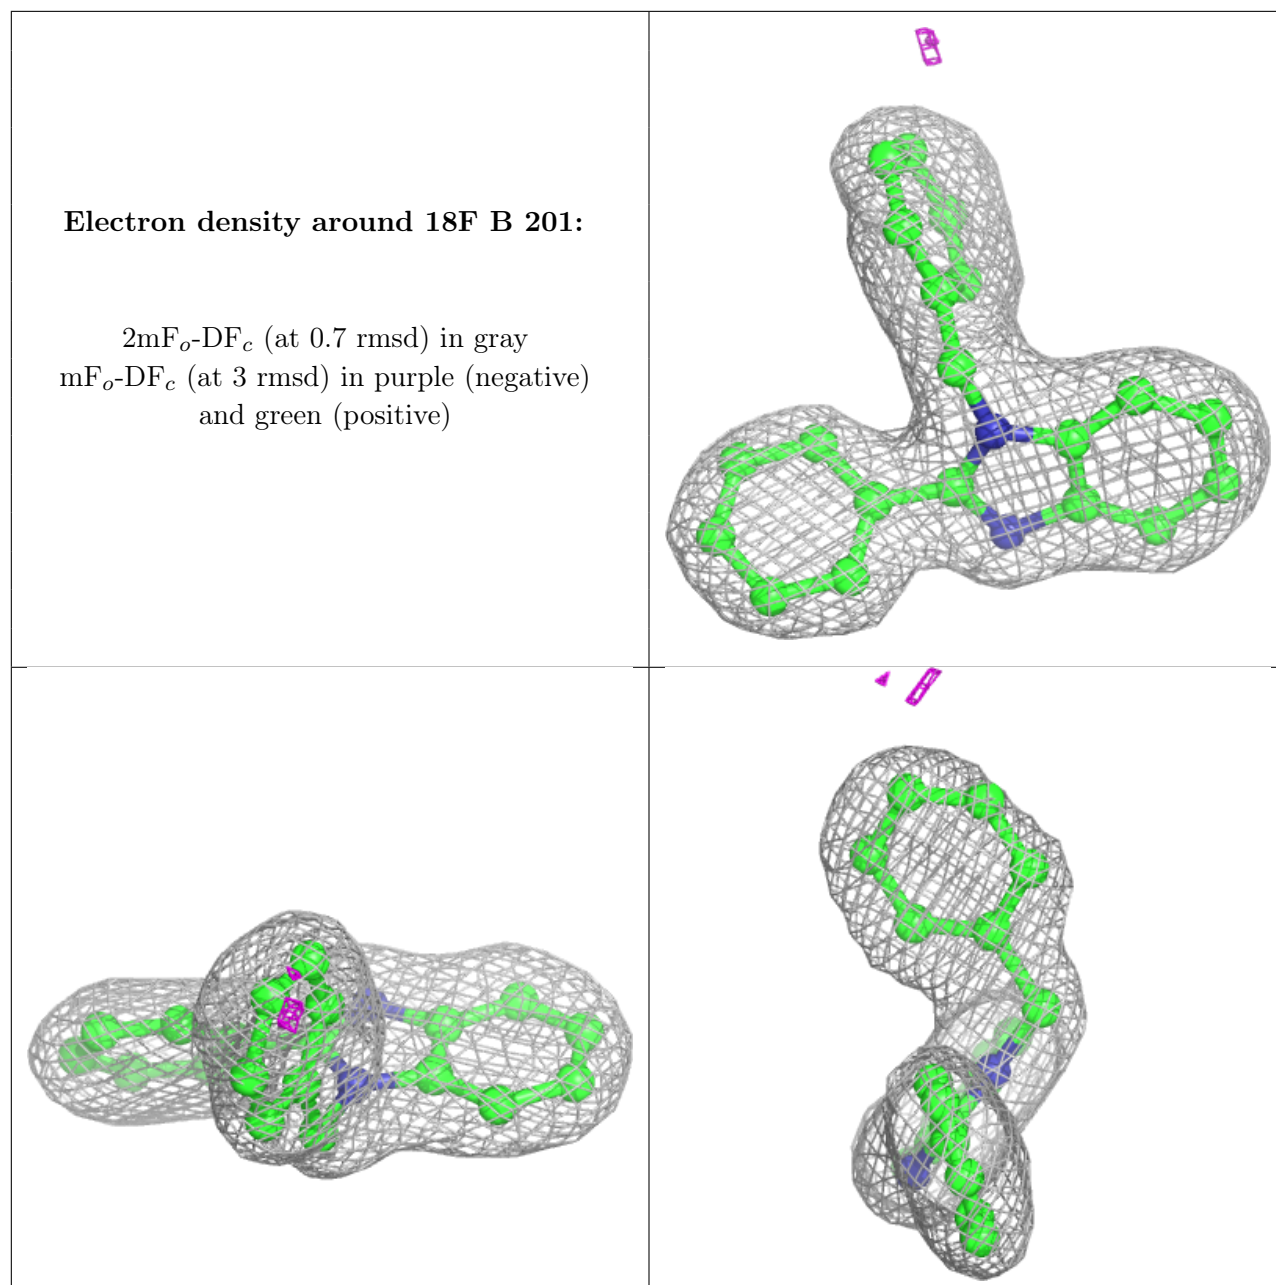 Electron density around 18F B 201:
2mFo-DFc (at 0.7 rmsd) in gray
mFo-DFc (at 3 rmsd) in purple (negative)
and green (positive)